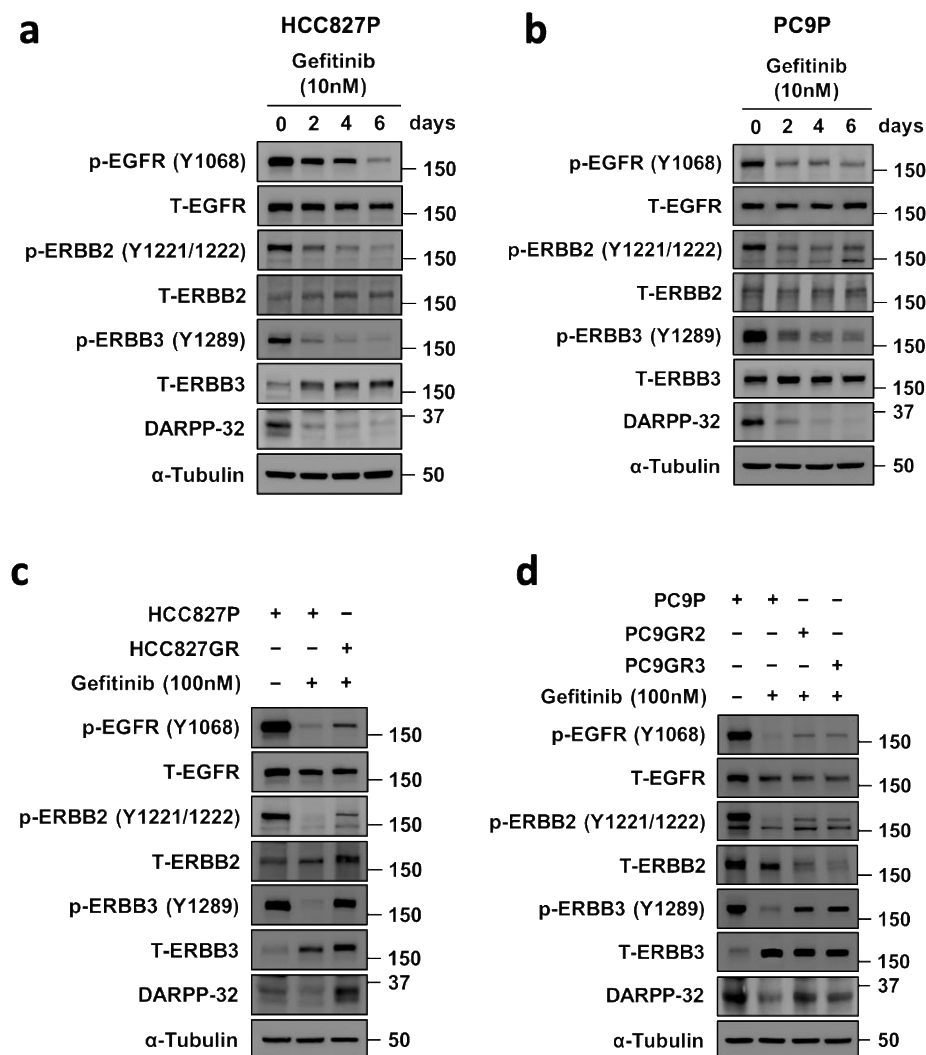 a
HCC827P
Gefitinib
(10nM)
0 2 4 6 days
p-EGFR (Y1068) 150
T-EGFR 150
p-ERBB2 (Y1221/1222) 150
T-ERBB2 150
p-ERBB3 (Y1289) 150
T-ERBB3 150
DARPP-32 37
α-Tubulin 50
b
PC9P
Gefitinib
(10nM)
0 2 4 6 days
p-EGFR (Y1068) 150
T-EGFR 150
p-ERBB2 (Y1221/1222) 150
T-ERBB2 150
p-ERBB3 (Y1289) 150
T-ERBB3 150
DARPP-32 37
α-Tubulin 50
c
HCC827P + + –
HCC827GR – – +
Gefitinib (100nM) – + +
p-EGFR (Y1068) 150
T-EGFR 150
p-ERBB2 (Y1221/1222) 150
T-ERBB2 150
p-ERBB3 (Y1289) 150
T-ERBB3 150
DARPP-32 37
α-Tubulin 50
d
PC9P + + – –
PC9GR2 – – + –
PC9GR3 – – – +
Gefitinib (100nM) – + + +
p-EGFR (Y1068) 150
T-EGFR 150
p-ERBB2 (Y1221/1222) 150
T-ERBB2 150
p-ERBB3 (Y1289) 150
T-ERBB3 150
DARPP-32 37
α-Tubulin 50